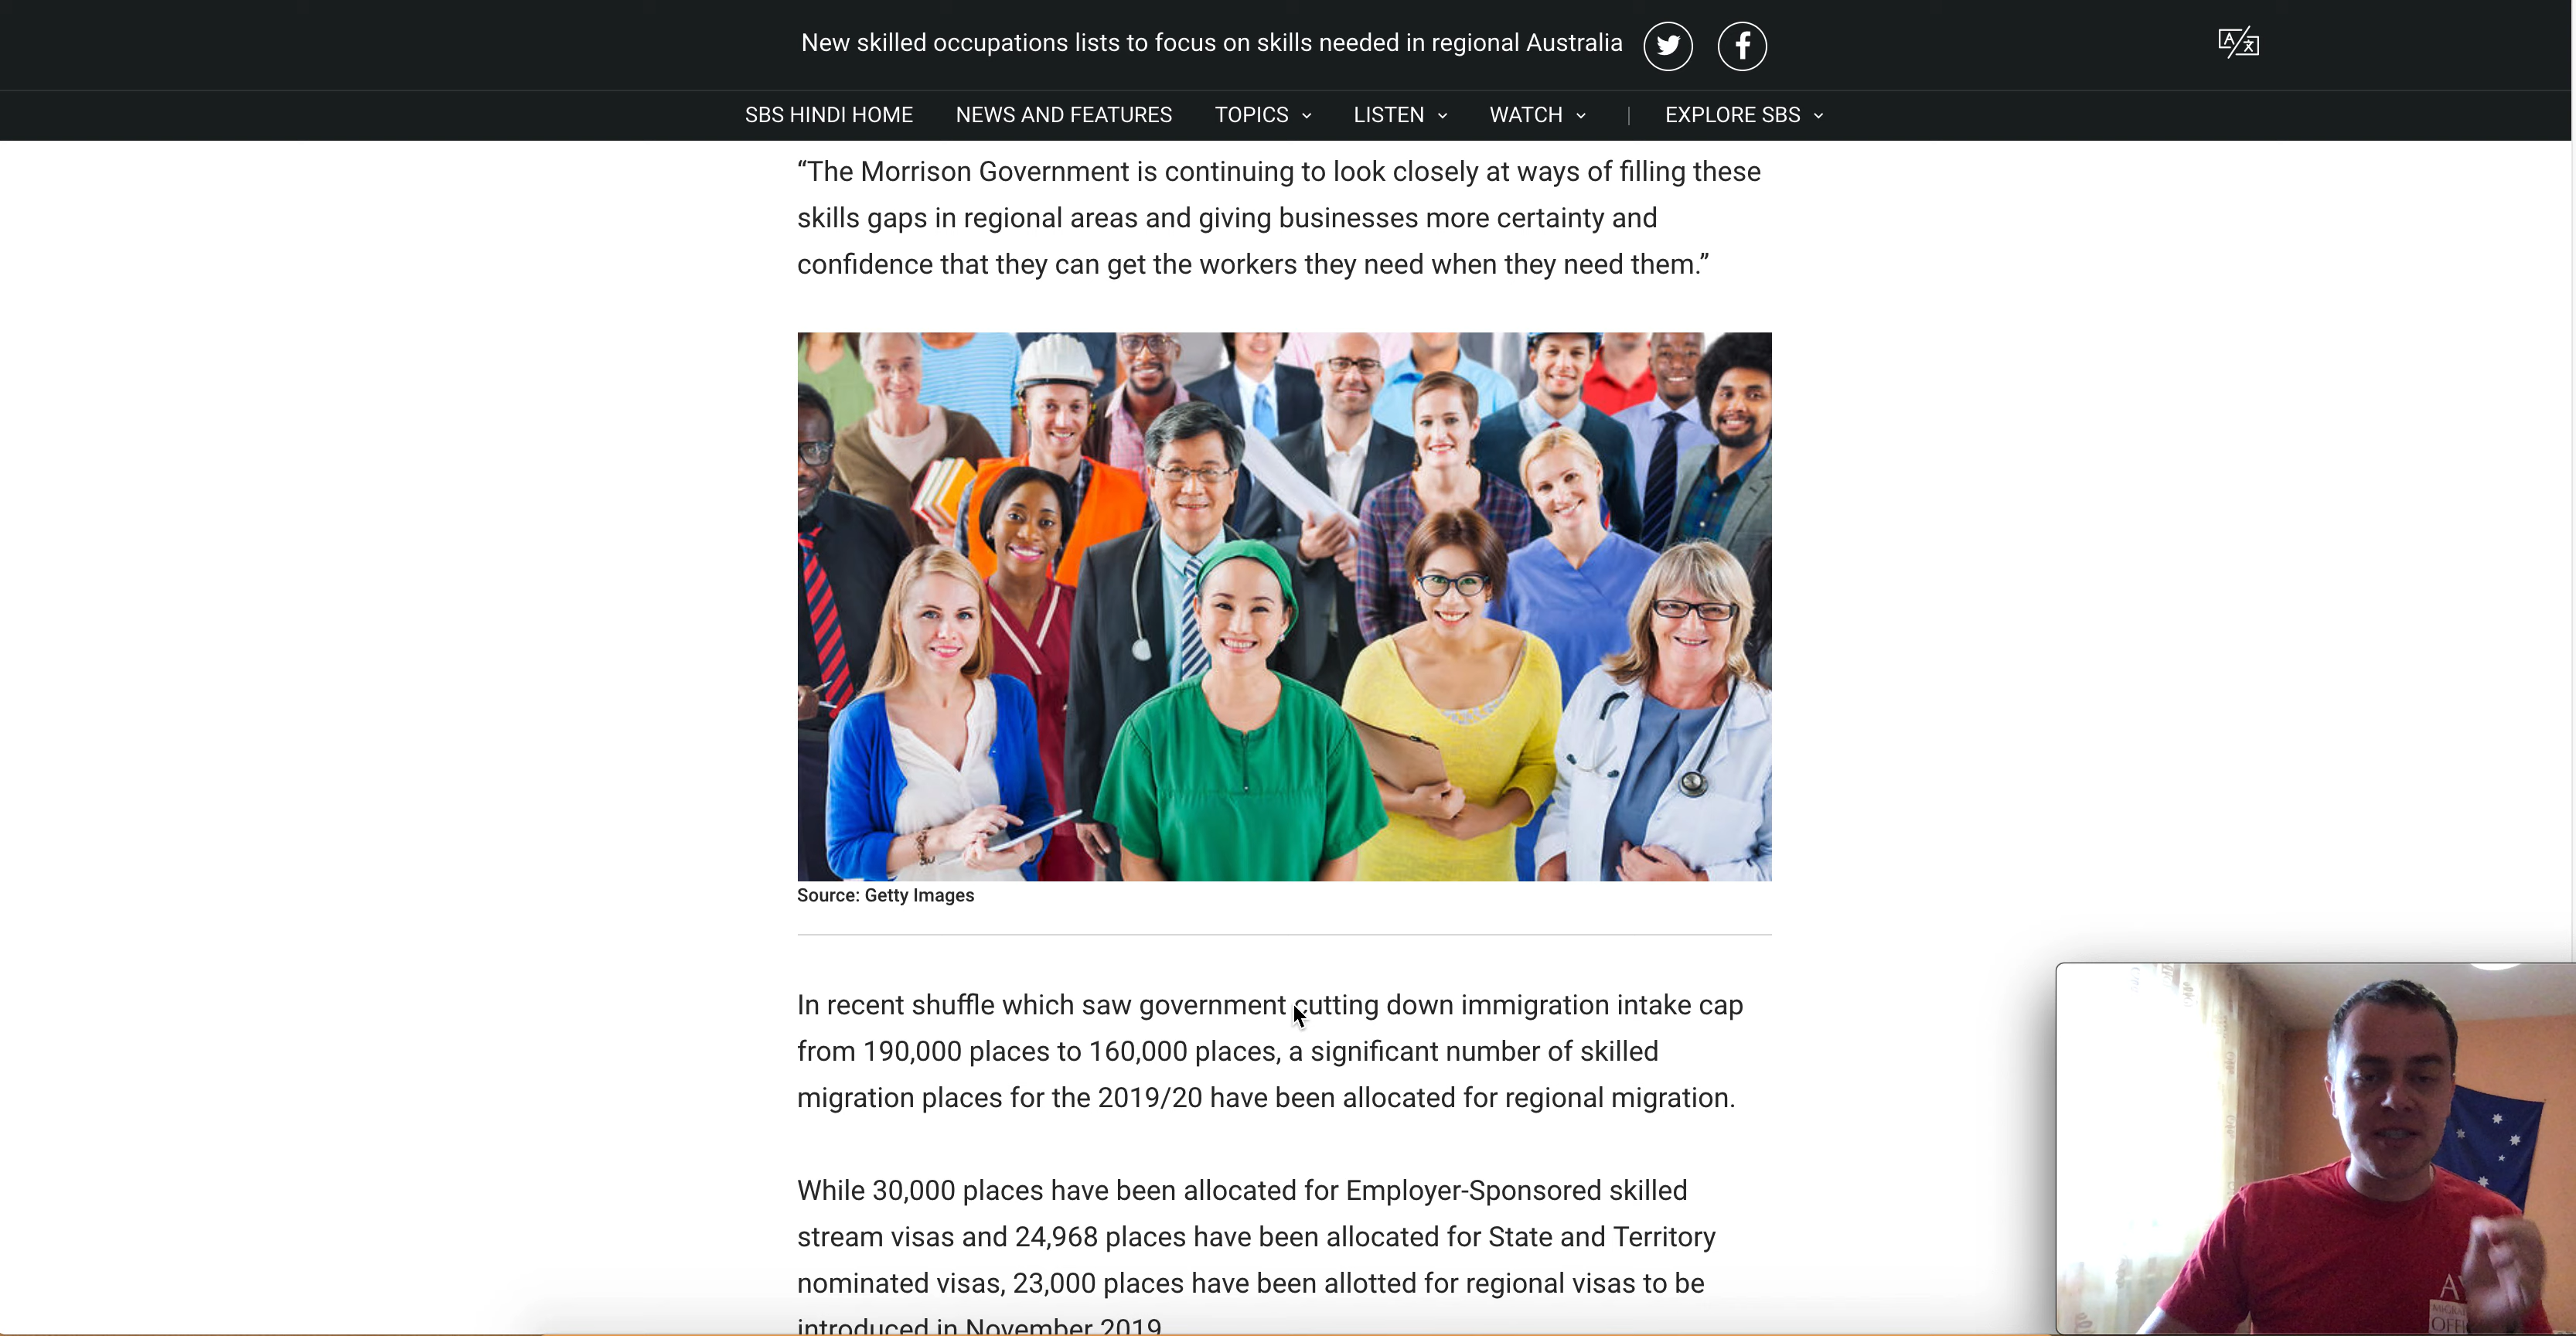 New skilled occupations lists to focus on skills needed in regional Australia
SBS HINDI HOME NEWS AND FEATURES TOPICS LISTEN WATCH | EXPLORE SBS
“The Morrison Government is continuing to look closely at ways of filling these
skills gaps in regional areas and giving businesses more certainty and
confidence that they can get the workers they need when they need them.”
Source: Getty Images
In recent shuffle which saw government cutting down immigration intake cap
from 190,000 places to 160,000 places, a significant number of skilled
migration places for the 2019/20 have been allocated for regional migration.
While 30,000 places have been allocated for Employer-Sponsored skilled
stream visas and 24,968 places have been allocated for State and Territory
nominated visas, 23,000 places have been allotted for regional visas to be
introduced in November 2019